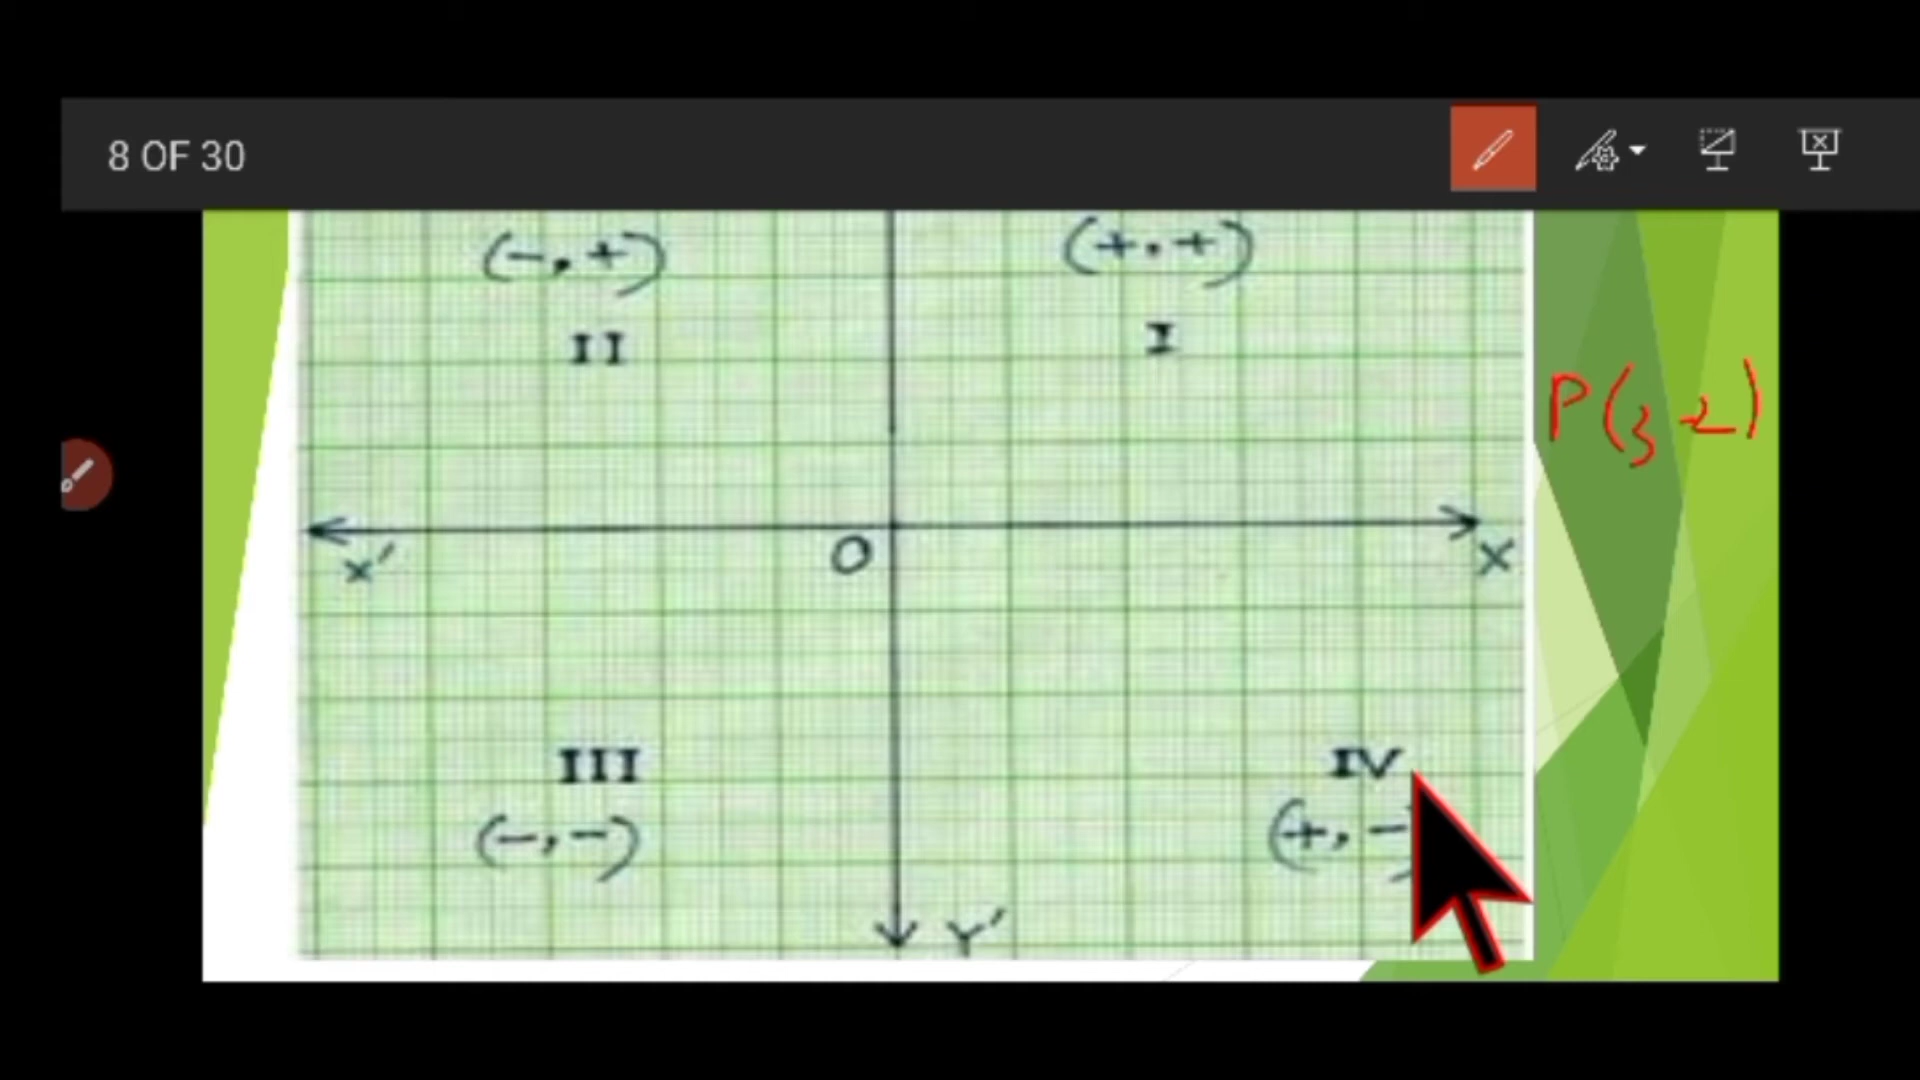 8 OF 30
(-,+)
(+.+)
II
I
P(3 -2)
X'
O
X
III
IV
(-,-)
(+,-
Y'